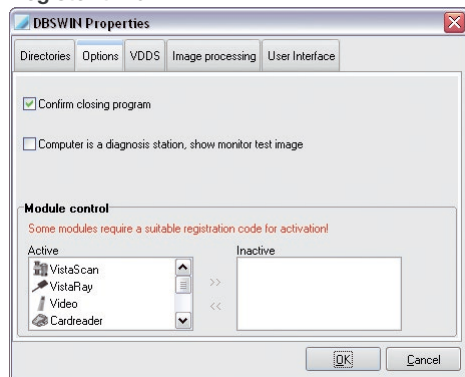 DBSWIN Properties
Directories Options VDDS Image processing User Interface
Confirm closing program
Computer is a diagnosis station, show monitor test image
Module control
Some modules require a suitable registration code for activation!
Active Inactive
VistaScan
VistaRay
>>
Video
<<
Cardreader
OK Cancel